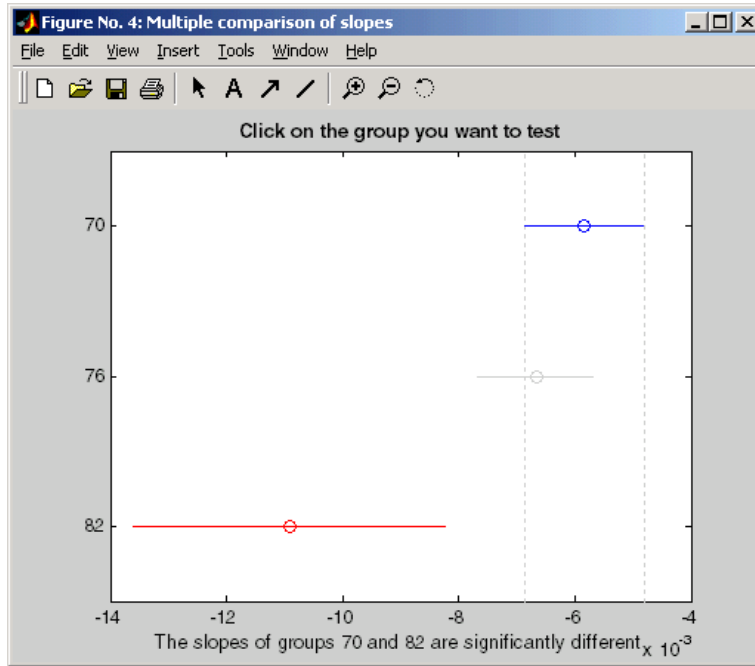 Figure No. 4: Multiple comparison of slopes
File Edit View Insert Tools Window Help
A
Click on the group you want to test
70
76
82
-14 -12 -10 -8 -6 -4
The slopes of groups 70 and 82 are significantly different x 10^-3